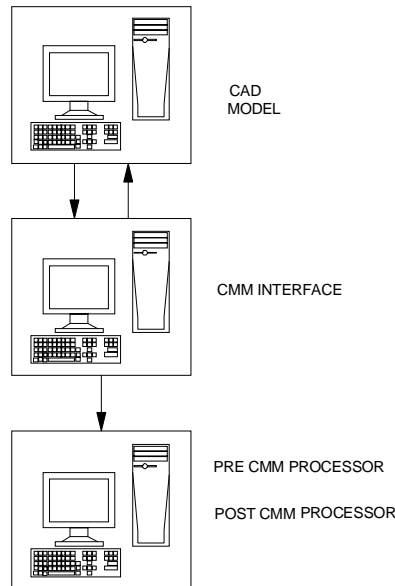 CAD
MODEL
CMM INTERFACE
PRE CMM PROCESSOR
POST CMM PROCESSOR